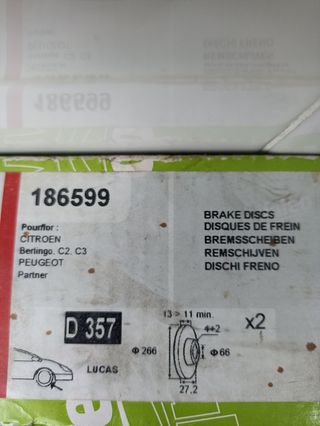 186599
186599
Pour/for :
CITROEN
Berlingo, C2, C3
PEUGEOT
Partner
BRAKE DISCS
DISQUES DE FREIN
BREMSSCHEIBEN
REMSCHIJVEN
DISCHI FRENO
D 357
LUCAS
13 > 11 min.
4+2
Φ 266
Φ 66
27.2
x2